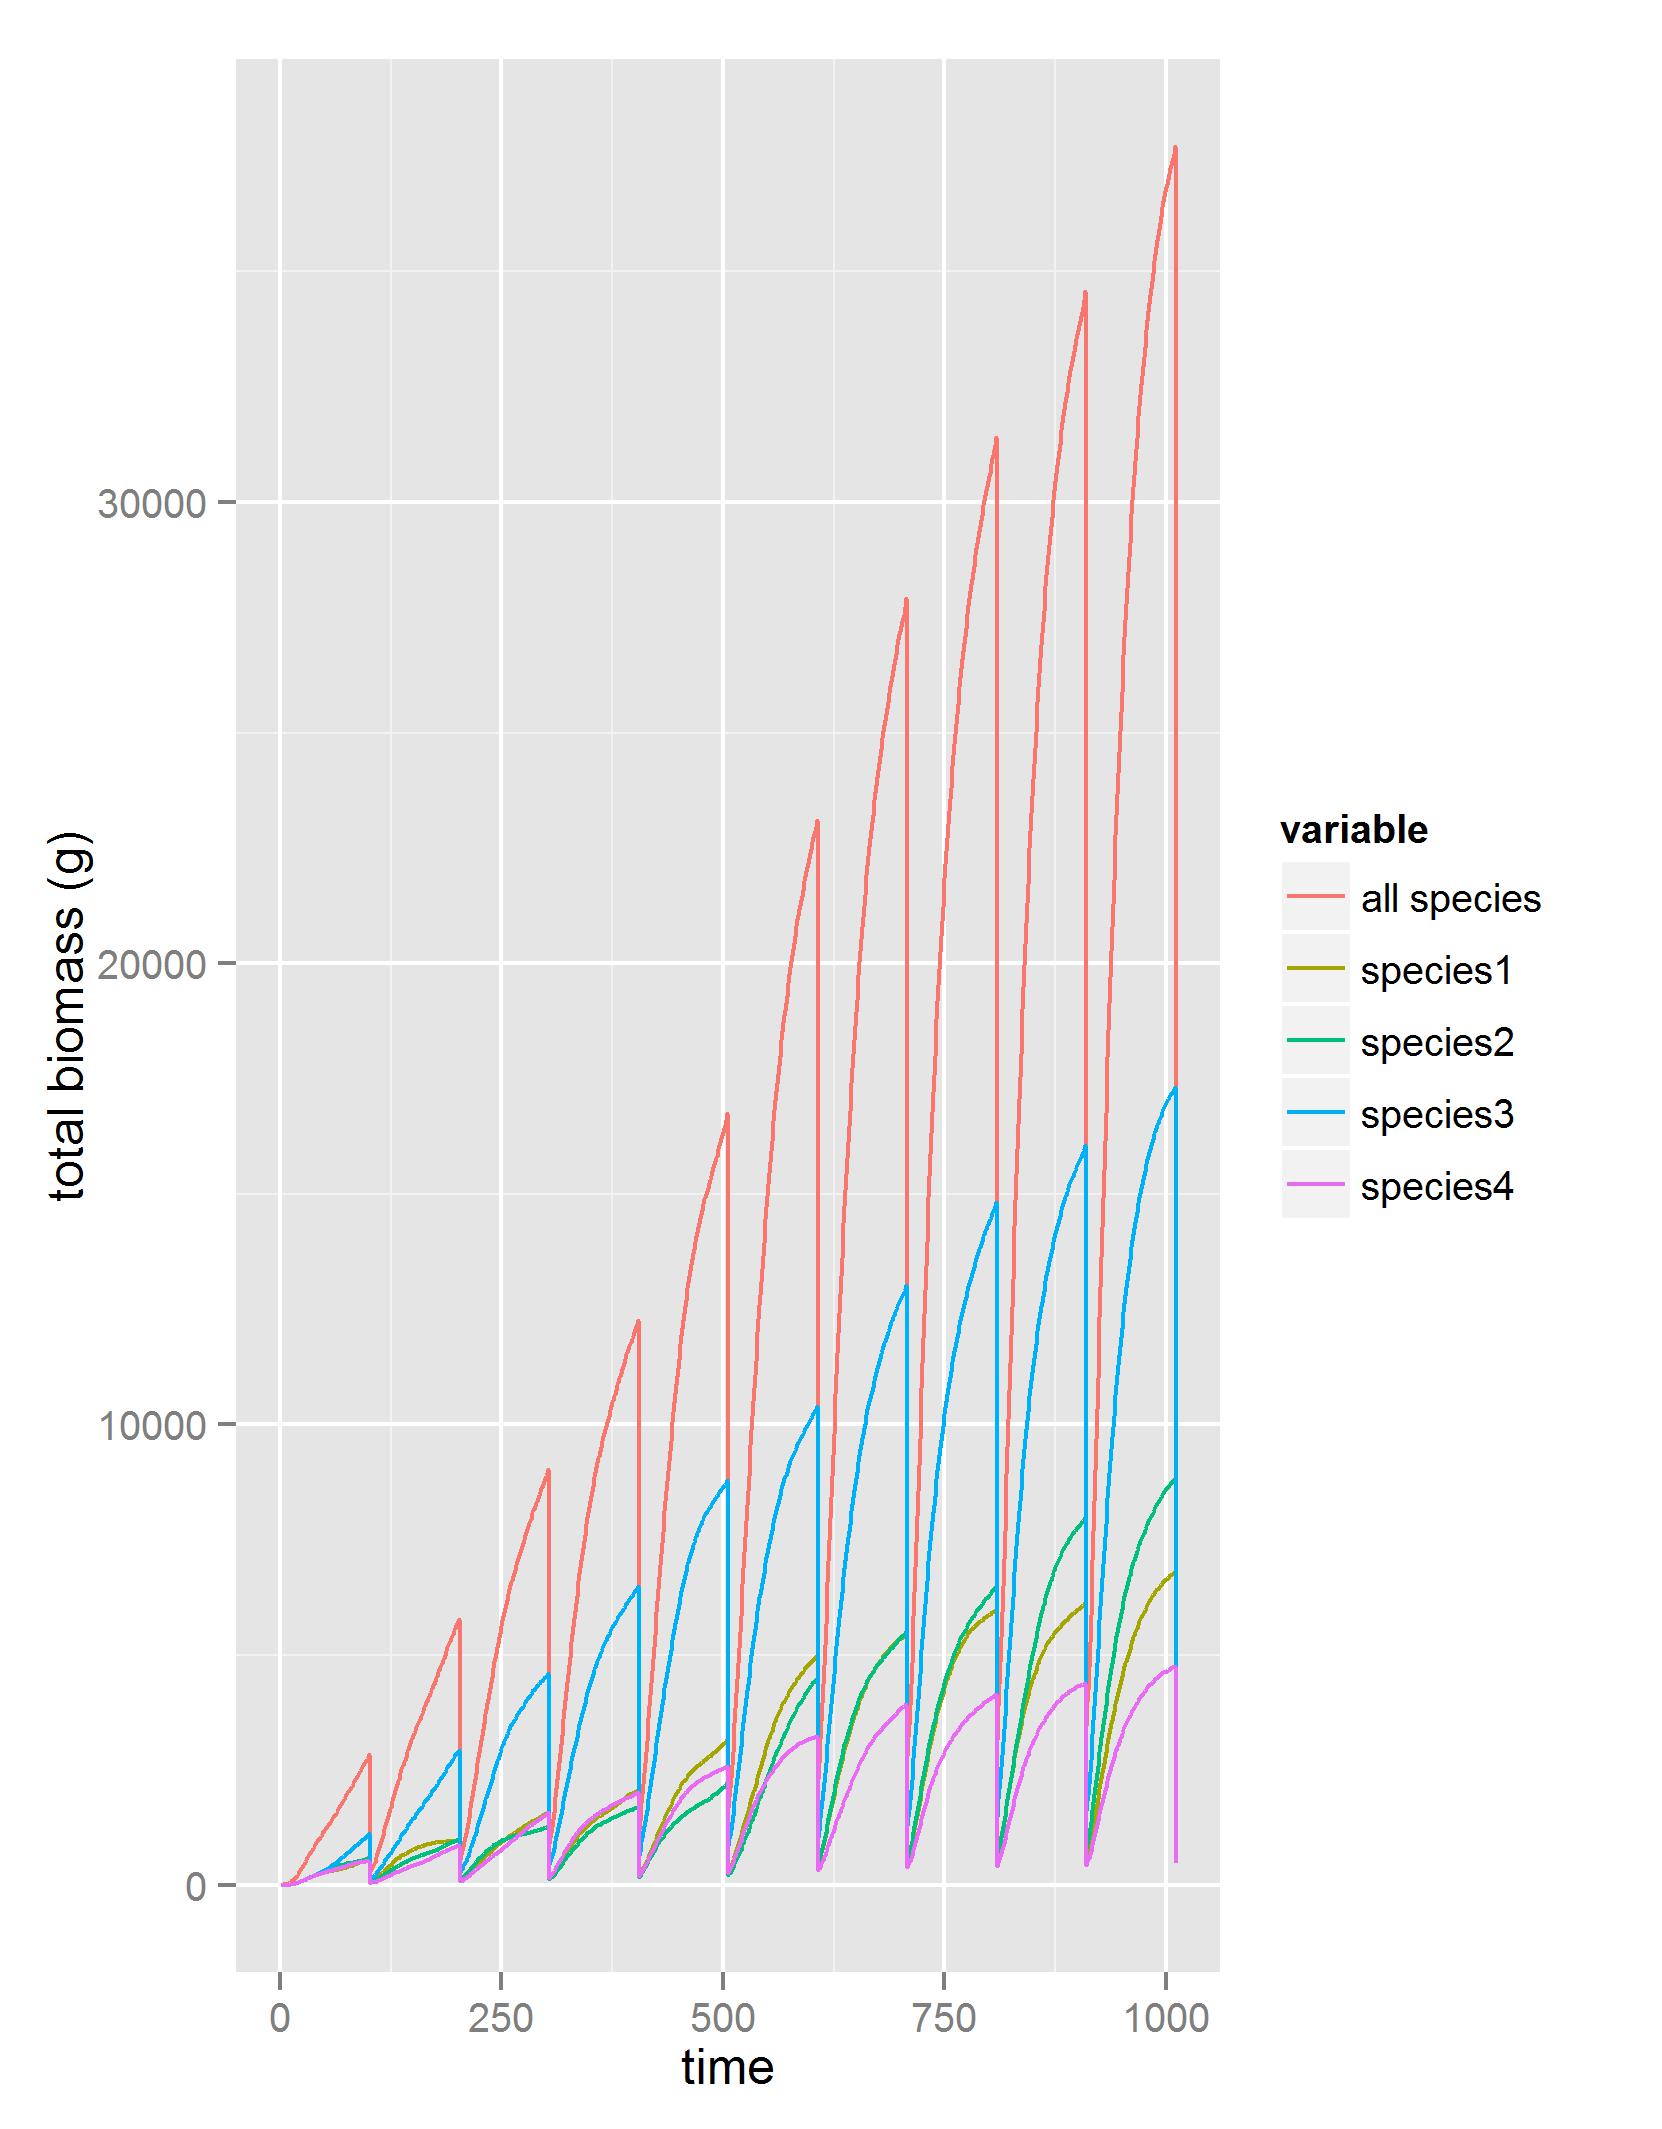 total biomass (g)
30000
20000
10000
0
0 250 500 750 1000
time
variable
all species
species1
species2
species3
species4